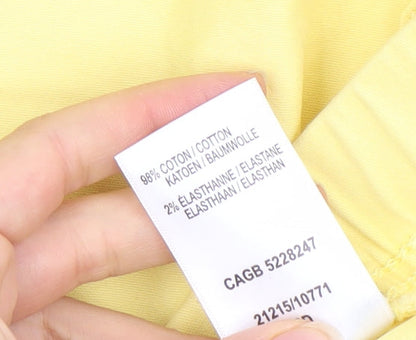 98% COTON / COTTON
KATOEN / BAUMWOLLE
2% ÉLASTHANNE / ELASTANE
ELASTHAAN / ELASTHAN
CAGB 5228247
21215/10771